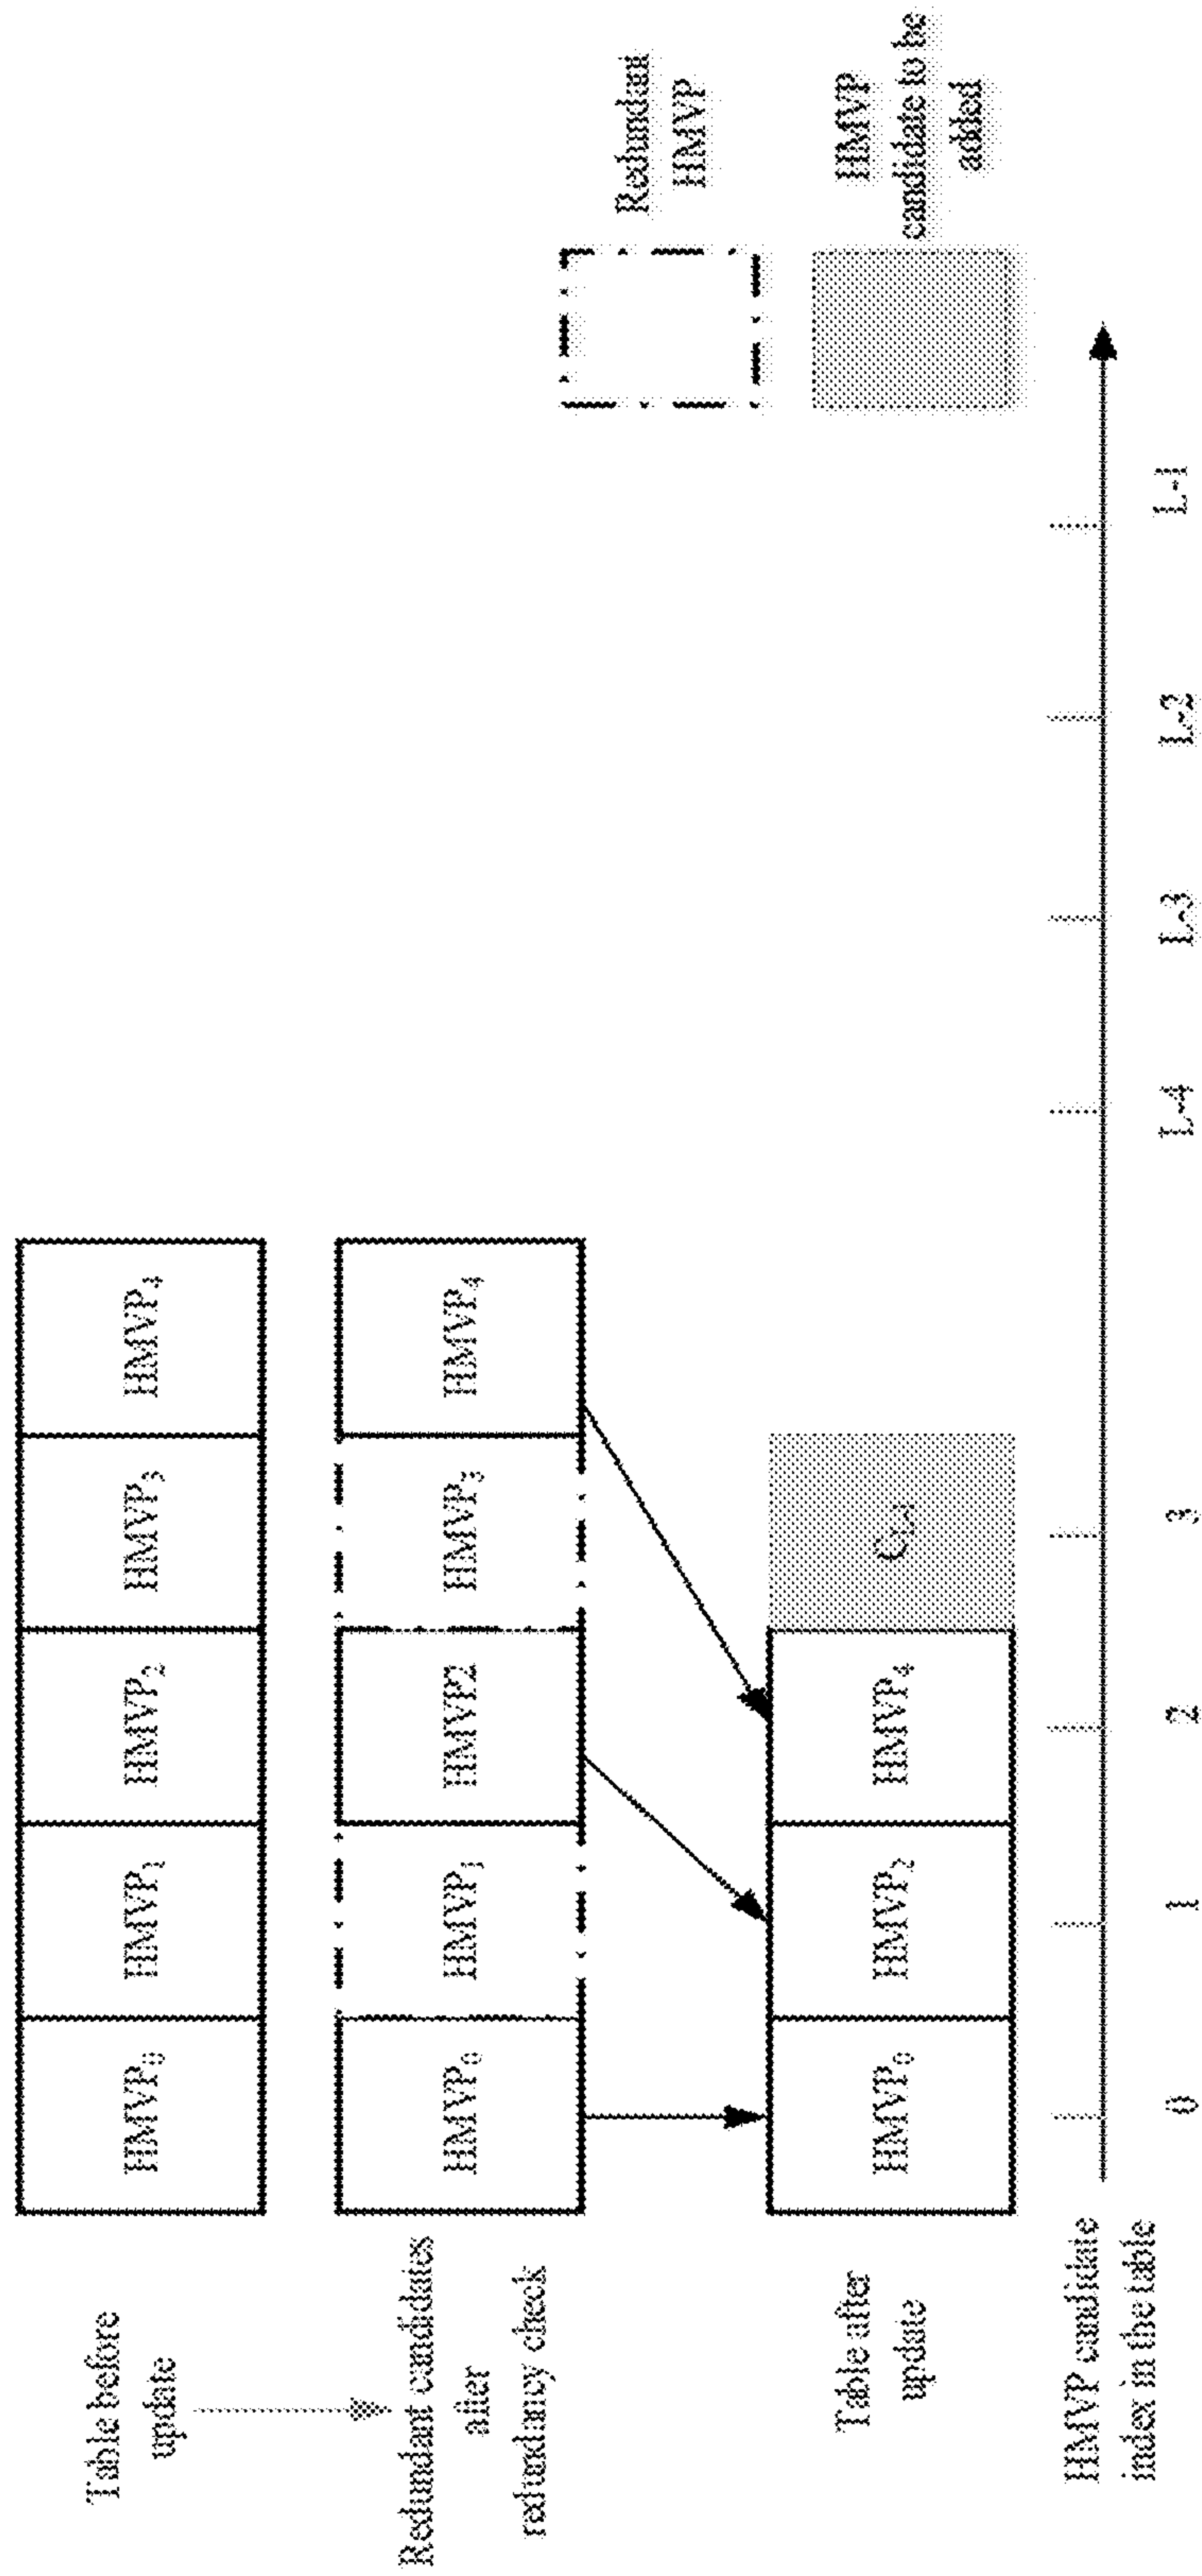 Table before
update
HMVP₀
HMVP₁
HMVP₂
HMVP₃
HMVP₄
Redundant candidates
after
redundancy check
HMVP₀
HMVP₁
HMVP2
HMVP₃
HMVP₄
Redundant
HMVP
Table after
update
HMVP₀
HMVP₂
HMVP₄
HMVP
candidate to be
added
HMVP candidate
index in the table
0
1
2
3
L-4
L-3
L-2
L-1